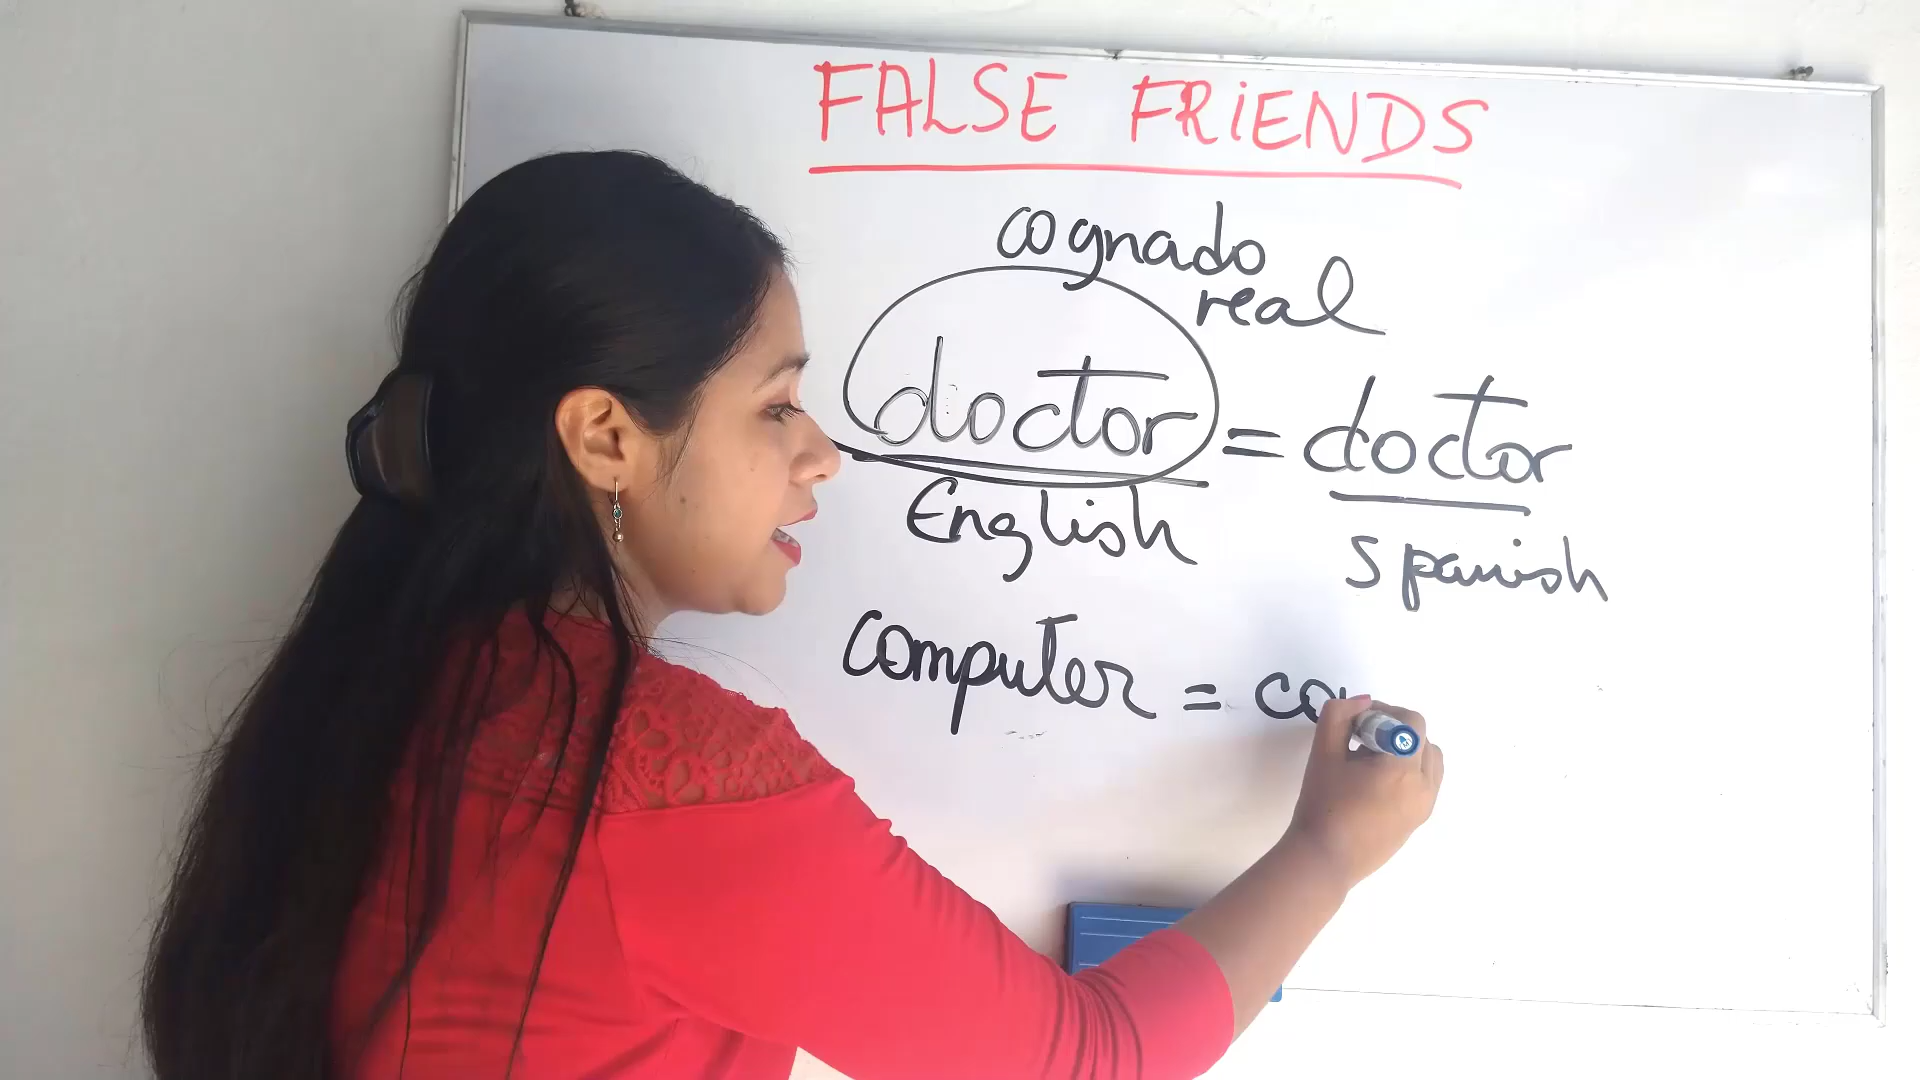 FALSE FRIENDS
cognado
real
doctor = doctor
English
Spanish
computer = co